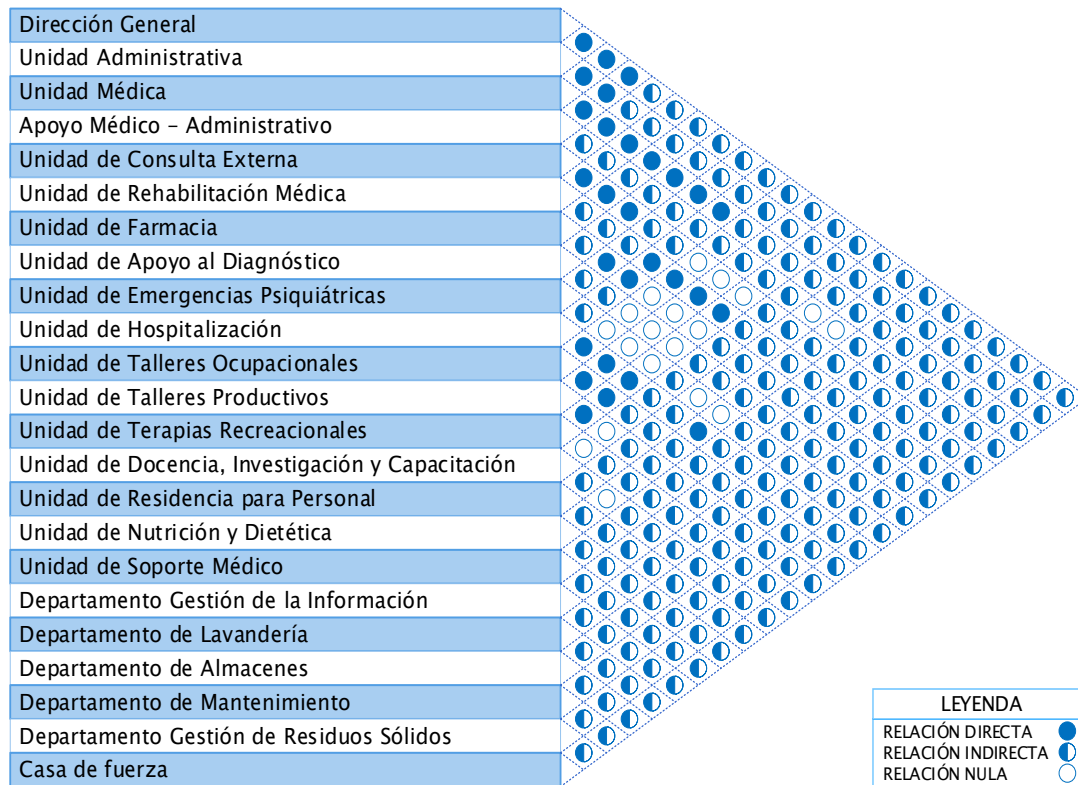 Dirección General
Unidad Administrativa
Unidad Médica
Apoyo Médico – Administrativo
Unidad de Consulta Externa
Unidad de Rehabilitación Médica
Unidad de Farmacia
Unidad de Apoyo al Diagnóstico
Unidad de Emergencias Psiquiátricas
Unidad de Hospitalización
Unidad de Talleres Ocupacionales
Unidad de Talleres Productivos
Unidad de Terapias Recreacionales
Unidad de Docencia, Investigación y Capacitación
Unidad de Residencia para Personal
Unidad de Nutrición y Dietética
Unidad de Soporte Médico
Departamento Gestión de la Información
Departamento de Lavandería
Departamento de Almacenes
Departamento de Mantenimiento
Departamento Gestión de Residuos Sólidos
Casa de fuerza
LEYENDA
RELACIÓN DIRECTA
RELACIÓN INDIRECTA
RELACIÓN NULA